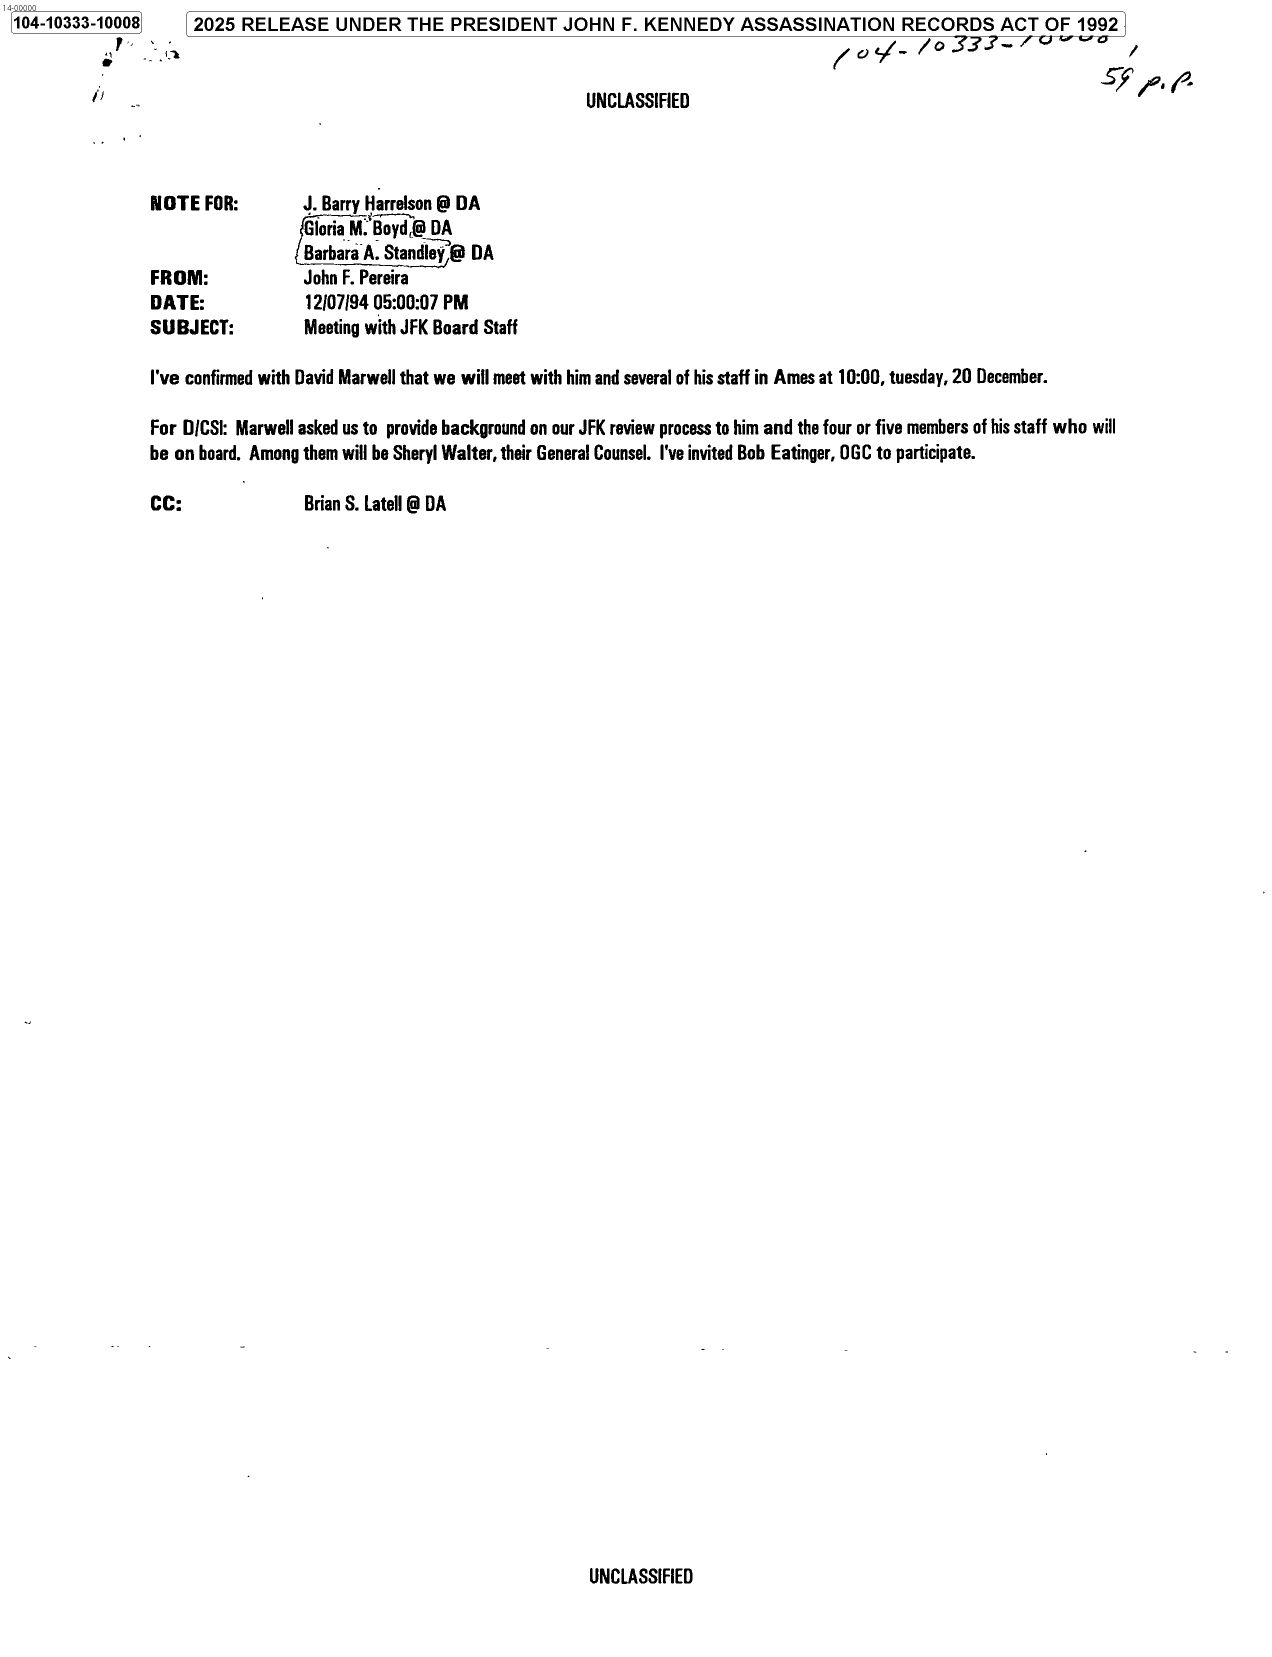 14-00000
104-10333-10008
2025 RELEASE UNDER THE PRESIDENT JOHN F. KENNEDY ASSASSINATION RECORDS ACT OF 1992
104-10333-10008
59 p.p.
UNCLASSIFIED
NOTE FOR: J. Barry Harrelson @ DA
Gloria M. Boyd @ DA
Barbara A. Standley @ DA
FROM: John F. Pereira
DATE: 12/07/94 05:00:07 PM
SUBJECT: Meeting with JFK Board Staff
I've confirmed with David Marwell that we will meet with him and several of his staff in Ames at 10:00, tuesday, 20 December.
For D/CSI: Marwell asked us to provide background on our JFK review process to him and the four or five members of his staff who will
be on board. Among them will be Sheryl Walter, their General Counsel. I've invited Bob Eatinger, OGC to participate.
CC: Brian S. Latell @ DA
UNCLASSIFIED